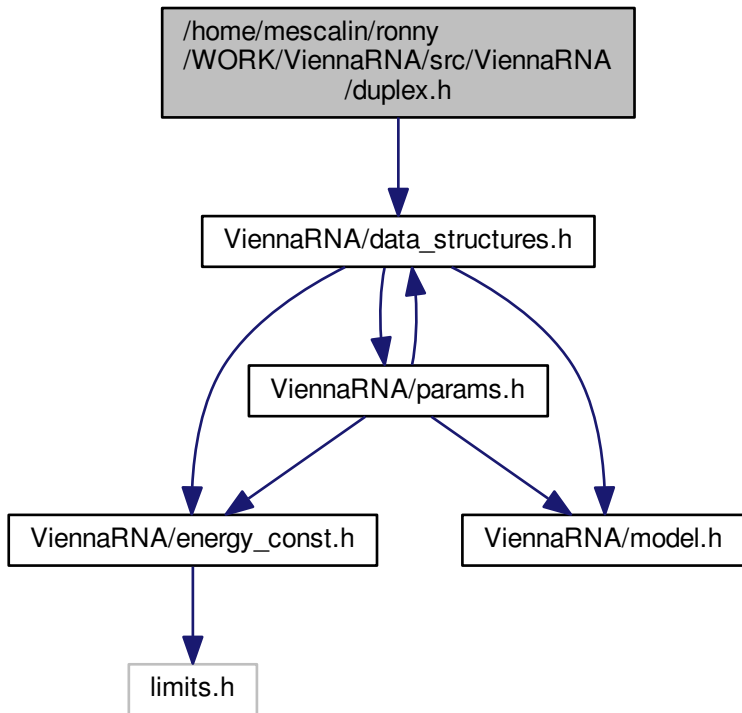 /home/mescalin/ronny
/WORK/ViennaRNA/src/ViennaRNA
/duplex.h
ViennaRNA/data_structures.h
ViennaRNA/params.h
ViennaRNA/energy_const.h
ViennaRNA/model.h
limits.h